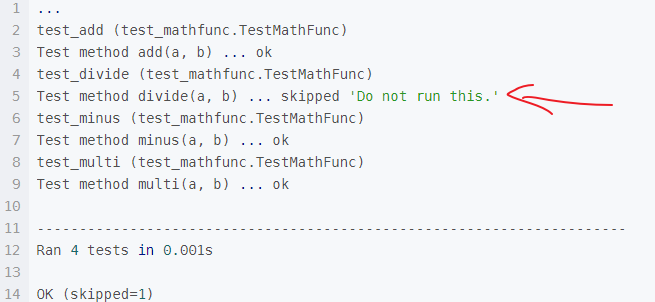 1 ...
2 test_add (test_mathfunc.TestMathFunc)
3 Test method add(a, b) ... ok
4 test_divide (test_mathfunc.TestMathFunc)
5 Test method divide(a, b) ... skipped 'Do not run this.'
6 test_minus (test_mathfunc.TestMathFunc)
7 Test method minus(a, b) ... ok
8 test_multi (test_mathfunc.TestMathFunc)
9 Test method multi(a, b) ... ok
10
11 ----------------------------------------------------------------------
12 Ran 4 tests in 0.001s
13
14 OK (skipped=1)